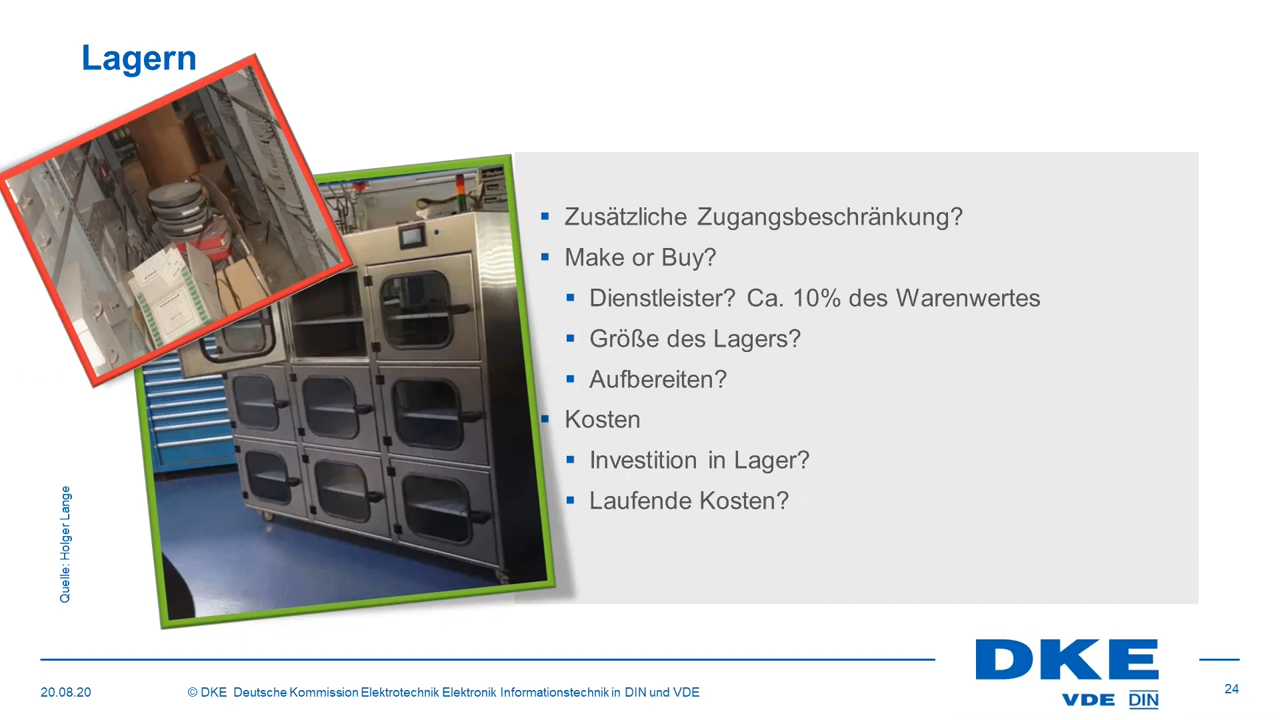 Lagern
Zusätzliche Zugangsbeschränkung?
Make or Buy?
Dienstleister? Ca. 10% des Warenwertes
Größe des Lagers?
Aufbereiten?
Kosten
Investition in Lager?
Laufende Kosten?
Quelle: Holger Lange
DKE
VDE DIN
20.08.20
© DKE Deutsche Kommission Elektrotechnik Elektronik Informationstechnik in DIN und VDE
24